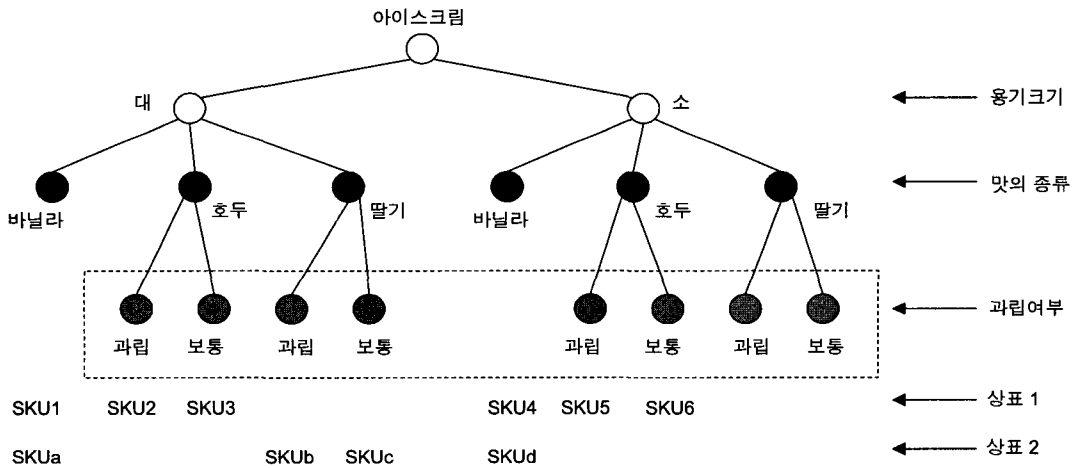 아이스크림
대 소 용기크기
맛의 종류
바닐라 호두 딸기 바닐라 호두 딸기
과립여부
과립 보통 과립 보통 과립 보통 과립 보통
SKU1 SKU2 SKU3 SKU4 SKU5 SKU6 상표 1
SKUa SKUb SKUc SKUd 상표 2